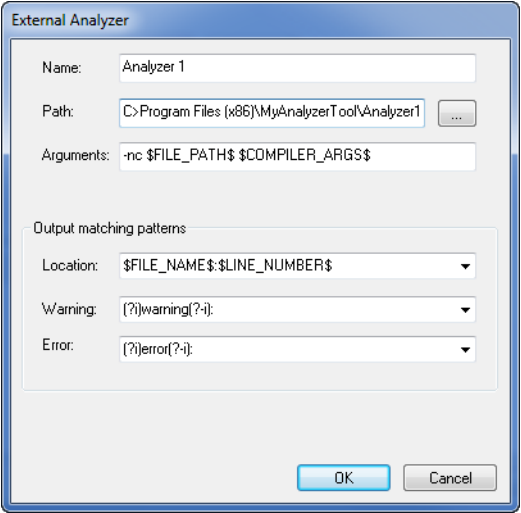 External Analyzer
Name: Analyzer 1
Path: C>Program Files (x86)\MyAnalyzerTool\Analyzer1 ...
Arguments: -nc $FILE_PATH$ $COMPILER_ARGS$
Output matching patterns
Location: $FILE_NAME$:$LINE_NUMBER$
Warning: (?i)warning(?-i):
Error: (?i)error(?-i):
OK Cancel